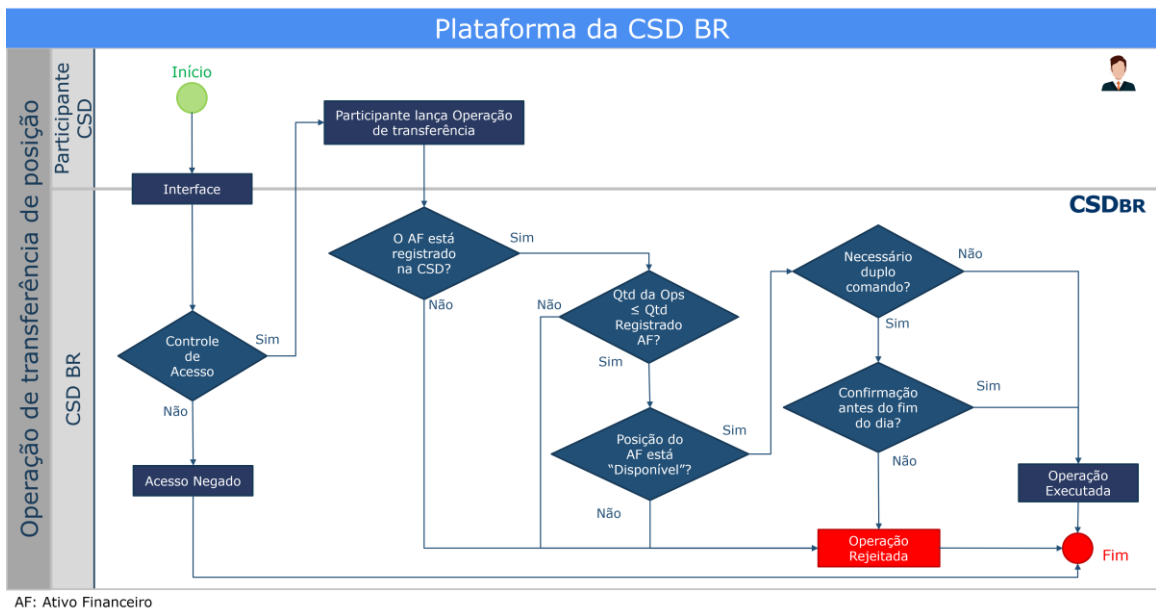 Plataforma da CSD BR
Operação de transferência de posição
Participante
CSD
CSD BR
Início
Participante lança Operação
de transferência
Interface
CSDBR
O AF está
registrado
na CSD?
Sim
Não
Necessário
duplo
comando?
Não
Sim
Qtd da Ops
≤ Qtd
Registrado
AF?
Não
Sim
Controle
de
Acesso
Sim
Não
Confirmação
antes do fim
do dia?
Sim
Não
Posição do
AF está
“Disponível”?
Sim
Não
Acesso Negado
Operação
Executada
Operação
Rejeitada
Fim
AF: Ativo Financeiro